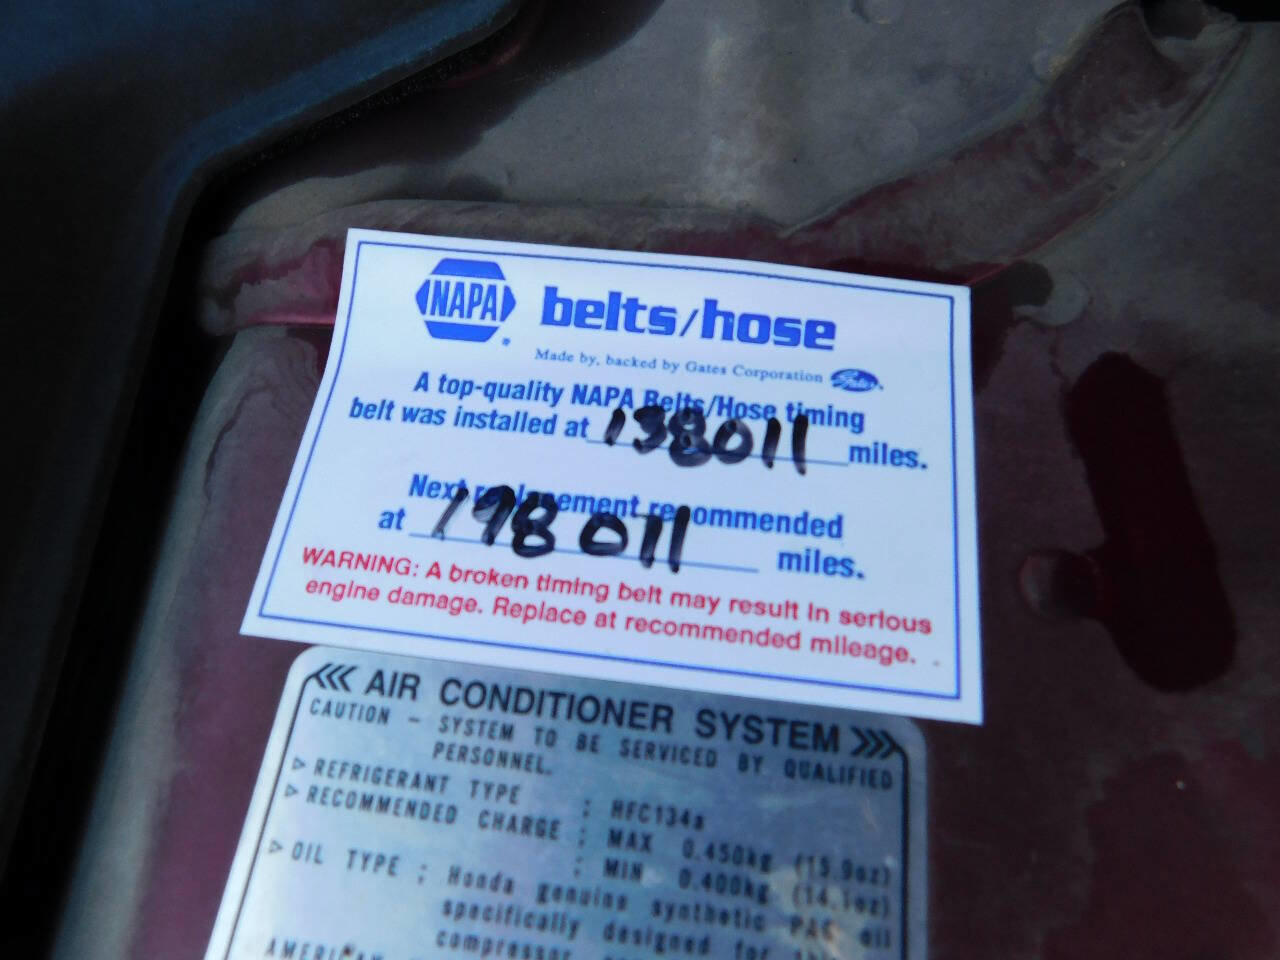 NAPA belts/hose
Made by, backed by Gates Corporation Gates
A top-quality NAPA Belts/Hose timing
belt was installed at 138011 miles.
Next replacement recommended
at 198011 miles.
WARNING: A broken timing belt may result in serious
engine damage. Replace at recommended mileage.
AIR CONDITIONER SYSTEM
CAUTION - SYSTEM TO BE SERVICED BY QUALIFIED
PERSONNEL.
REFRIGERANT TYPE : HFC134a
RECOMMENDED CHARGE : MAX 0.450kg (15.9oz)
: MIN 0.400kg (14.1oz)
OIL TYPE : Honda genuine synthetic PAG oil
specifically designed for
compressor
AMERICAN